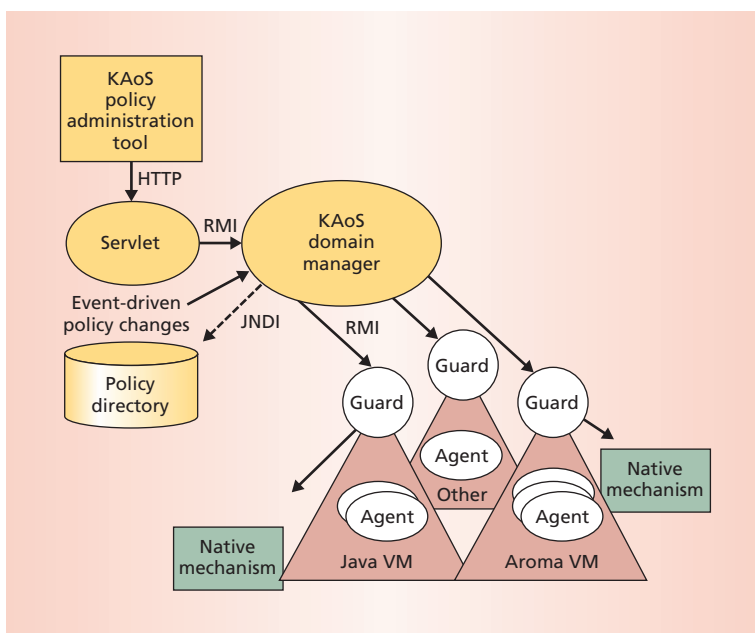 KAoS
policy
administration
tool
HTTP
Servlet
RMI
KAoS
domain
manager
Event-driven
policy changes
JNDI
RMI
Policy
directory
Guard
Guard
Guard
Agent
Other
Native
mechanism
Agent
Agent
Native
mechanism
Java VM
Aroma VM